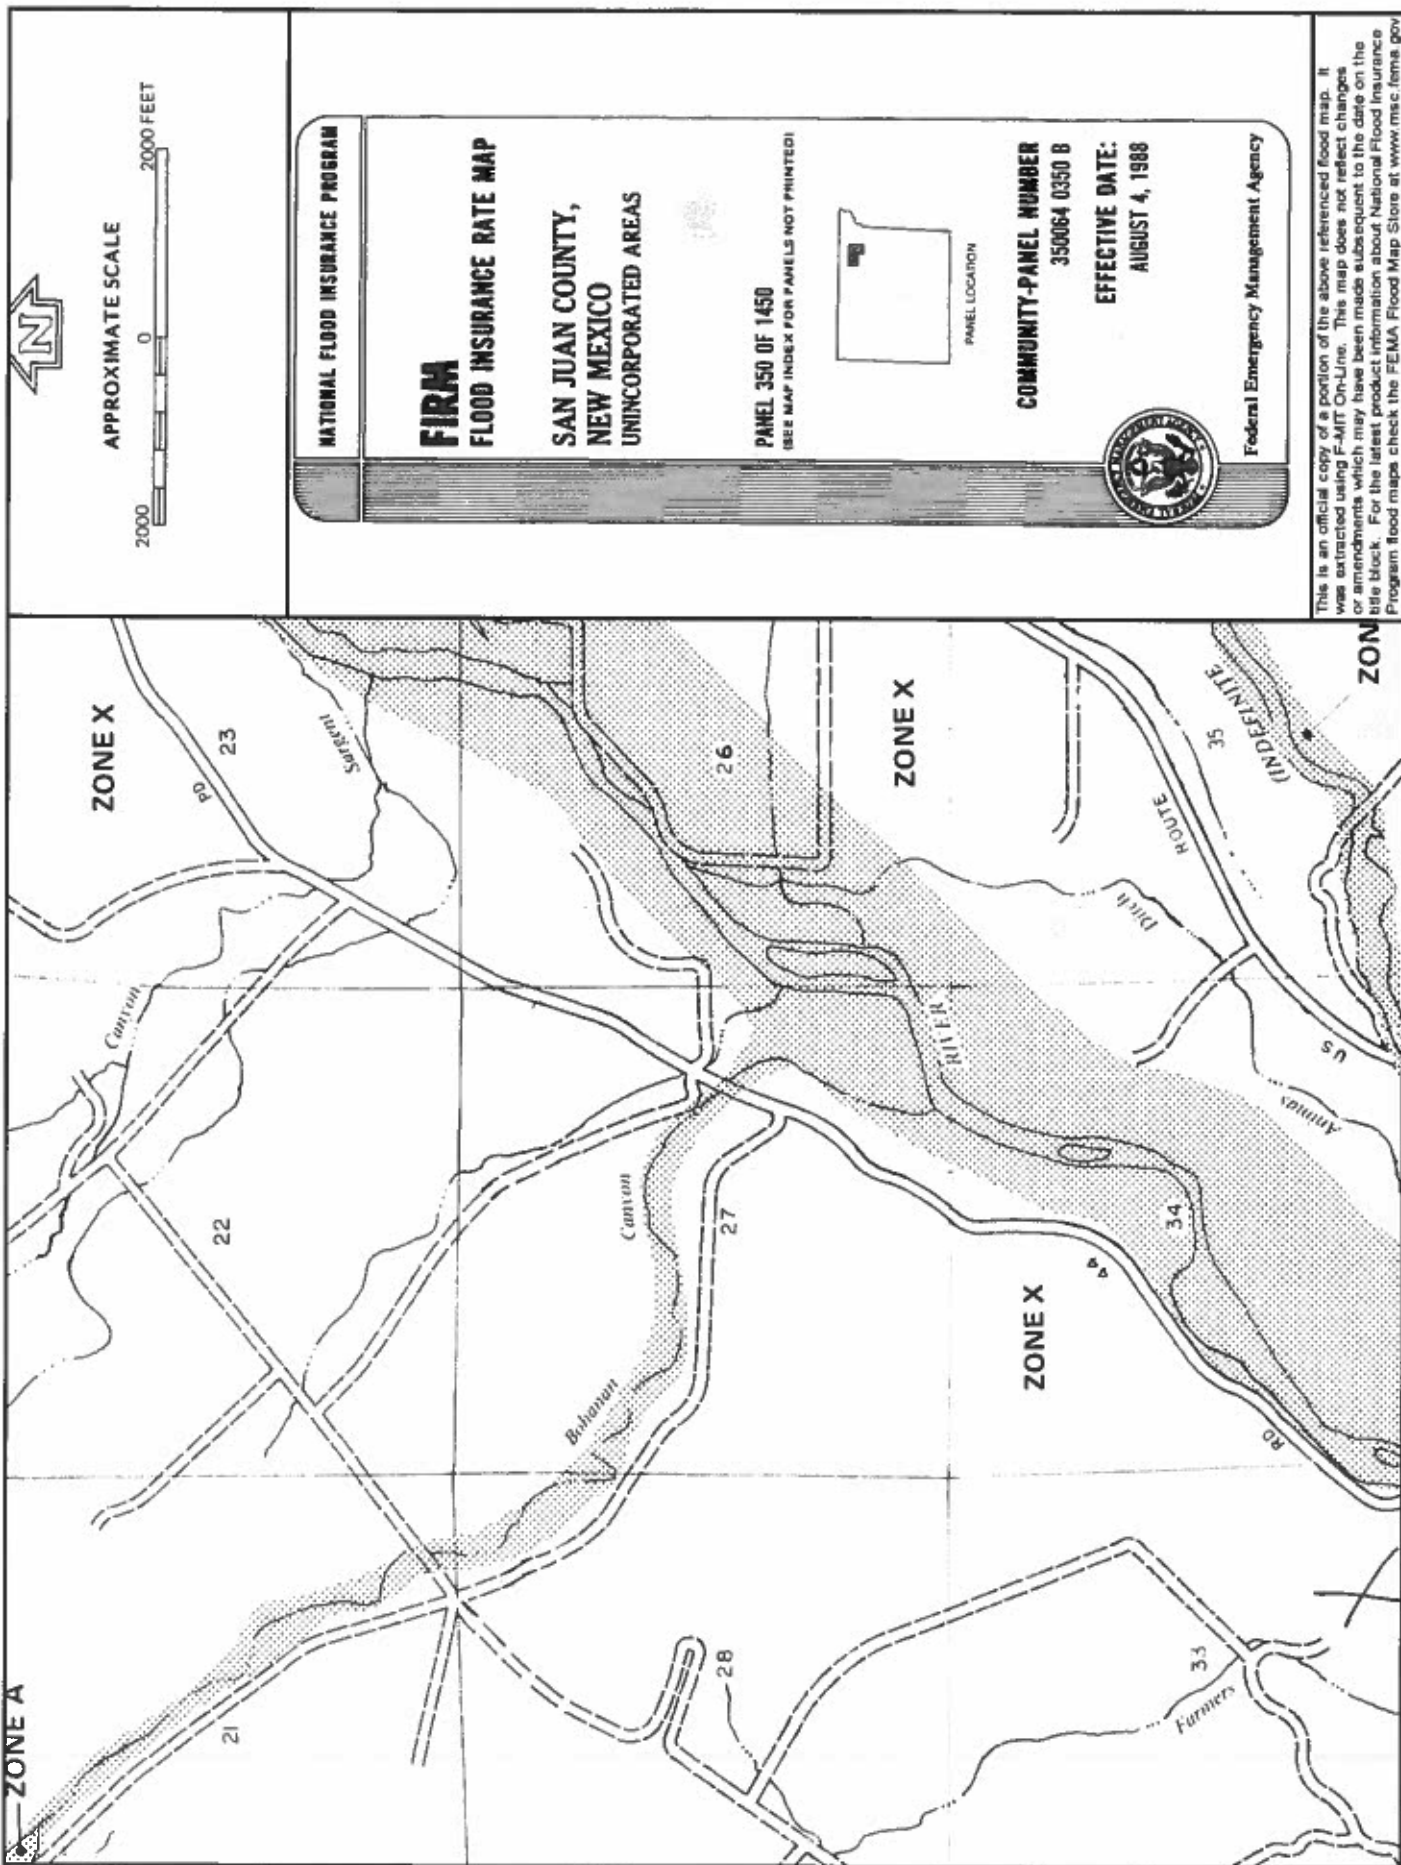 ZONE A
21
22
Canyon
23
RD
ZONE X
Sargent
Bohanan
Canyon
27
26
28
RIVER
ZONE X
ZONE X
Farmers
33
34
RD
Ditch
Animas
ROUTE
US
35
(INDEFINITE
ZON
N
APPROXIMATE SCALE
2000 0 2000 FEET
NATIONAL FLOOD INSURANCE PROGRAM
FIRM
FLOOD INSURANCE RATE MAP
SAN JUAN COUNTY,
NEW MEXICO
UNINCORPORATED AREAS
PANEL 350 OF 1450
(SEE MAP INDEX FOR PANELS NOT PRINTED)
PANEL LOCATION
COMMUNITY-PANEL NUMBER
350064 0350 B
EFFECTIVE DATE:
AUGUST 4, 1988
FEDERAL EMERGENCY MANAGEMENT AGENCY
Federal Emergency Management Agency
This is an official copy of a portion of the above referenced flood map. It
was extracted using F-MIT On-Line. This map does not reflect changes
or amendments which may have been made subsequent to the date on the
title block. For the latest product information about National Flood Insurance
Program flood maps check the FEMA Flood Map Store at www.msc.fema.gov